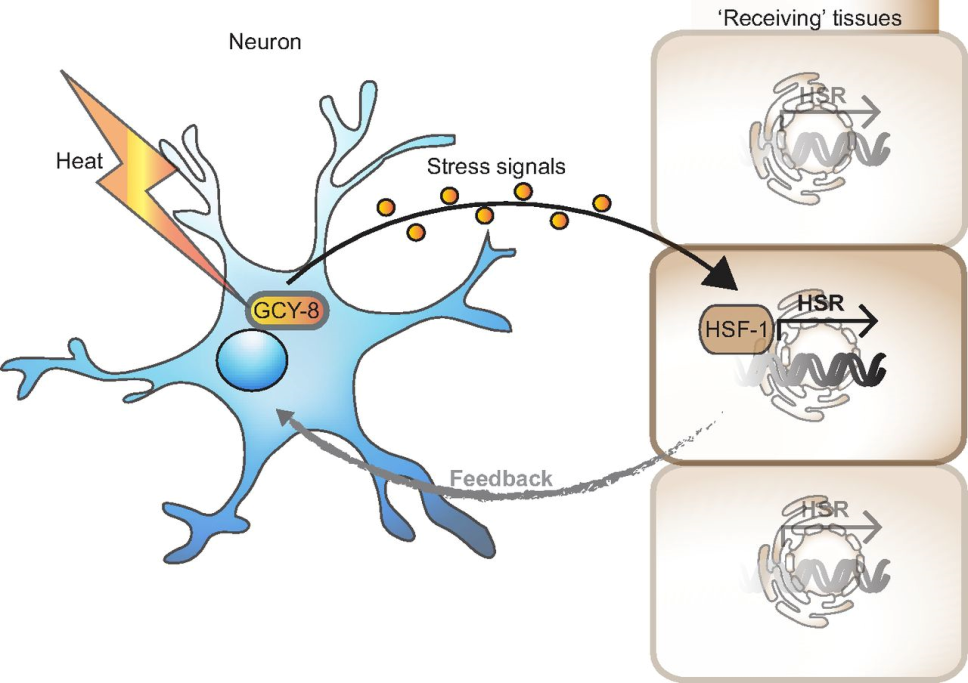 'Receiving' tissues
Neuron
HSR
Heat
Stress signals
GCY-8
HSR
HSF-1
Feedback
HSR